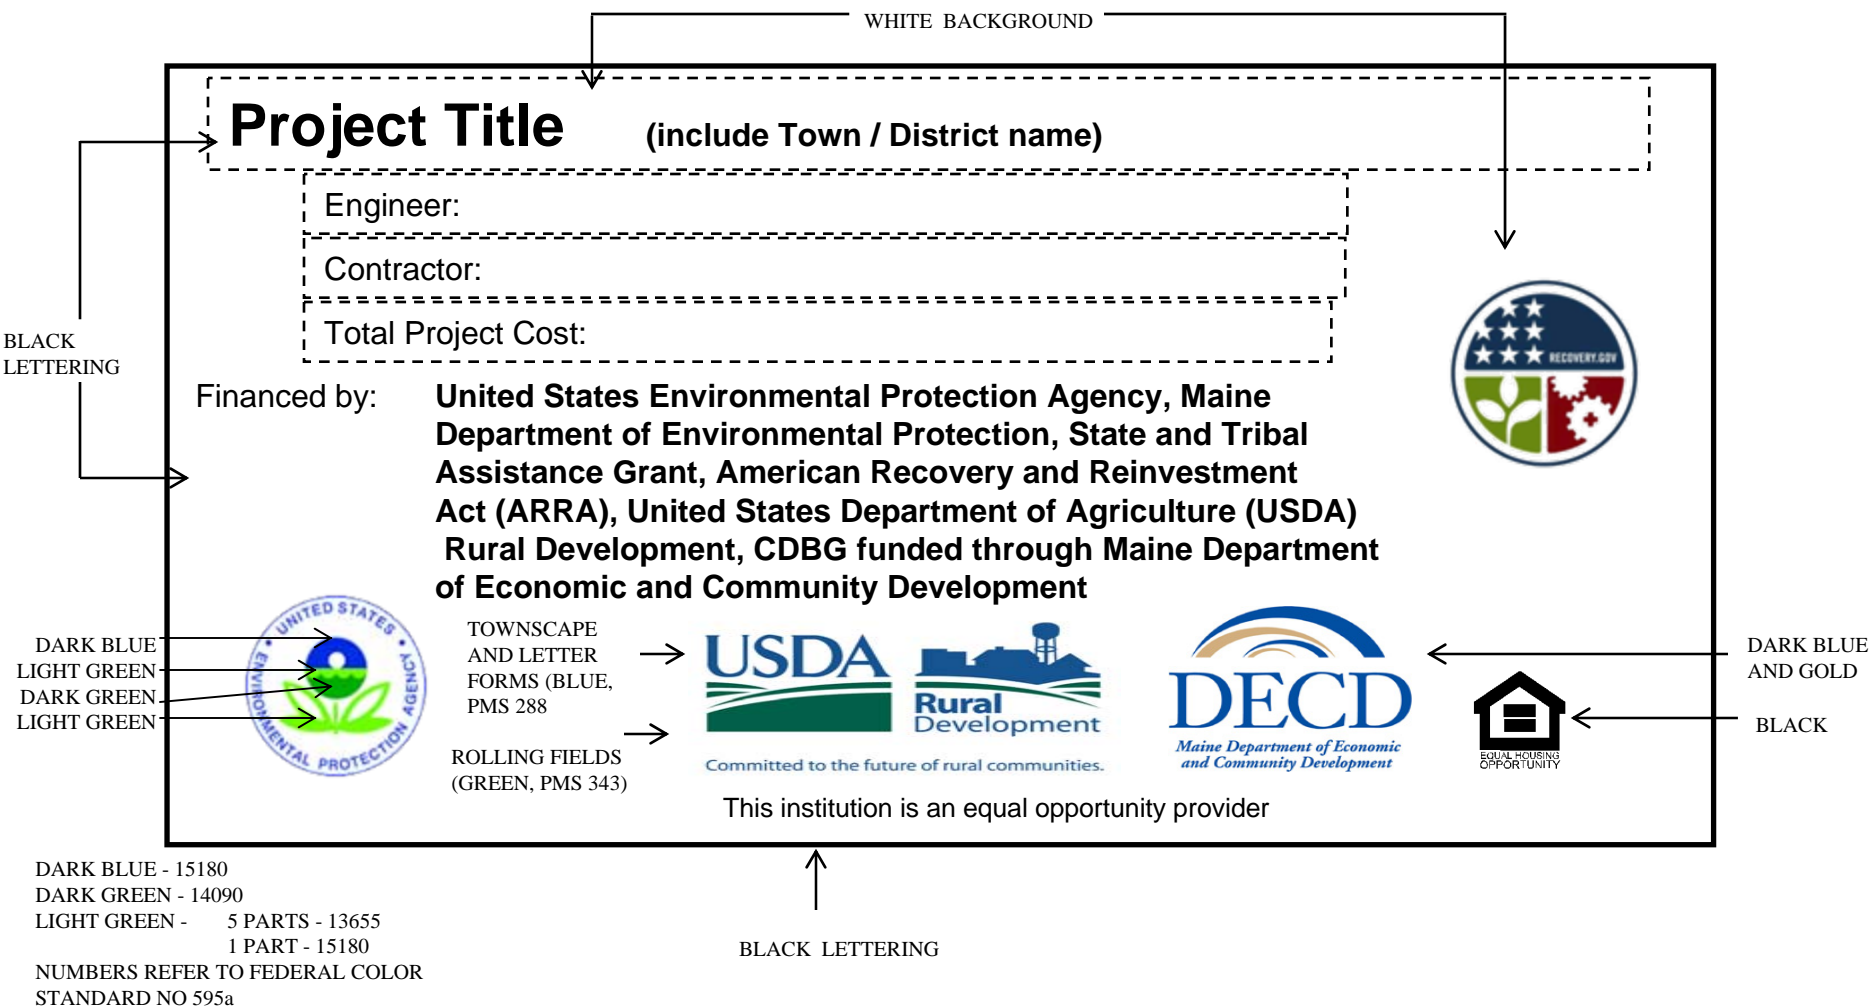 WHITE BACKGROUND
Project Title (include Town / District name)
Engineer:
Contractor:
Total Project Cost:
BLACK
LETTERING
RECOVERY.GOV
Financed by: United States Environmental Protection Agency, Maine
Department of Environmental Protection, State and Tribal
Assistance Grant, American Recovery and Reinvestment
Act (ARRA), United States Department of Agriculture (USDA)
Rural Development, CDBG funded through Maine Department
of Economic and Community Development
DARK BLUE
LIGHT GREEN
DARK GREEN
LIGHT GREEN
UNITED STATES
ENVIRONMENTAL PROTECTION AGENCY
TOWNSCAPE
AND LETTER
FORMS (BLUE,
PMS 288
ROLLING FIELDS
(GREEN, PMS 343)
USDA
Rural
Development
Committed to the future of rural communities.
DECD
Maine Department of Economic
and Community Development
EQUAL HOUSING
OPPORTUNITY
DARK BLUE
AND GOLD
BLACK
This institution is an equal opportunity provider
DARK BLUE - 15180
DARK GREEN - 14090
LIGHT GREEN - 5 PARTS - 13655
1 PART - 15180
NUMBERS REFER TO FEDERAL COLOR
STANDARD NO 595a
BLACK LETTERING